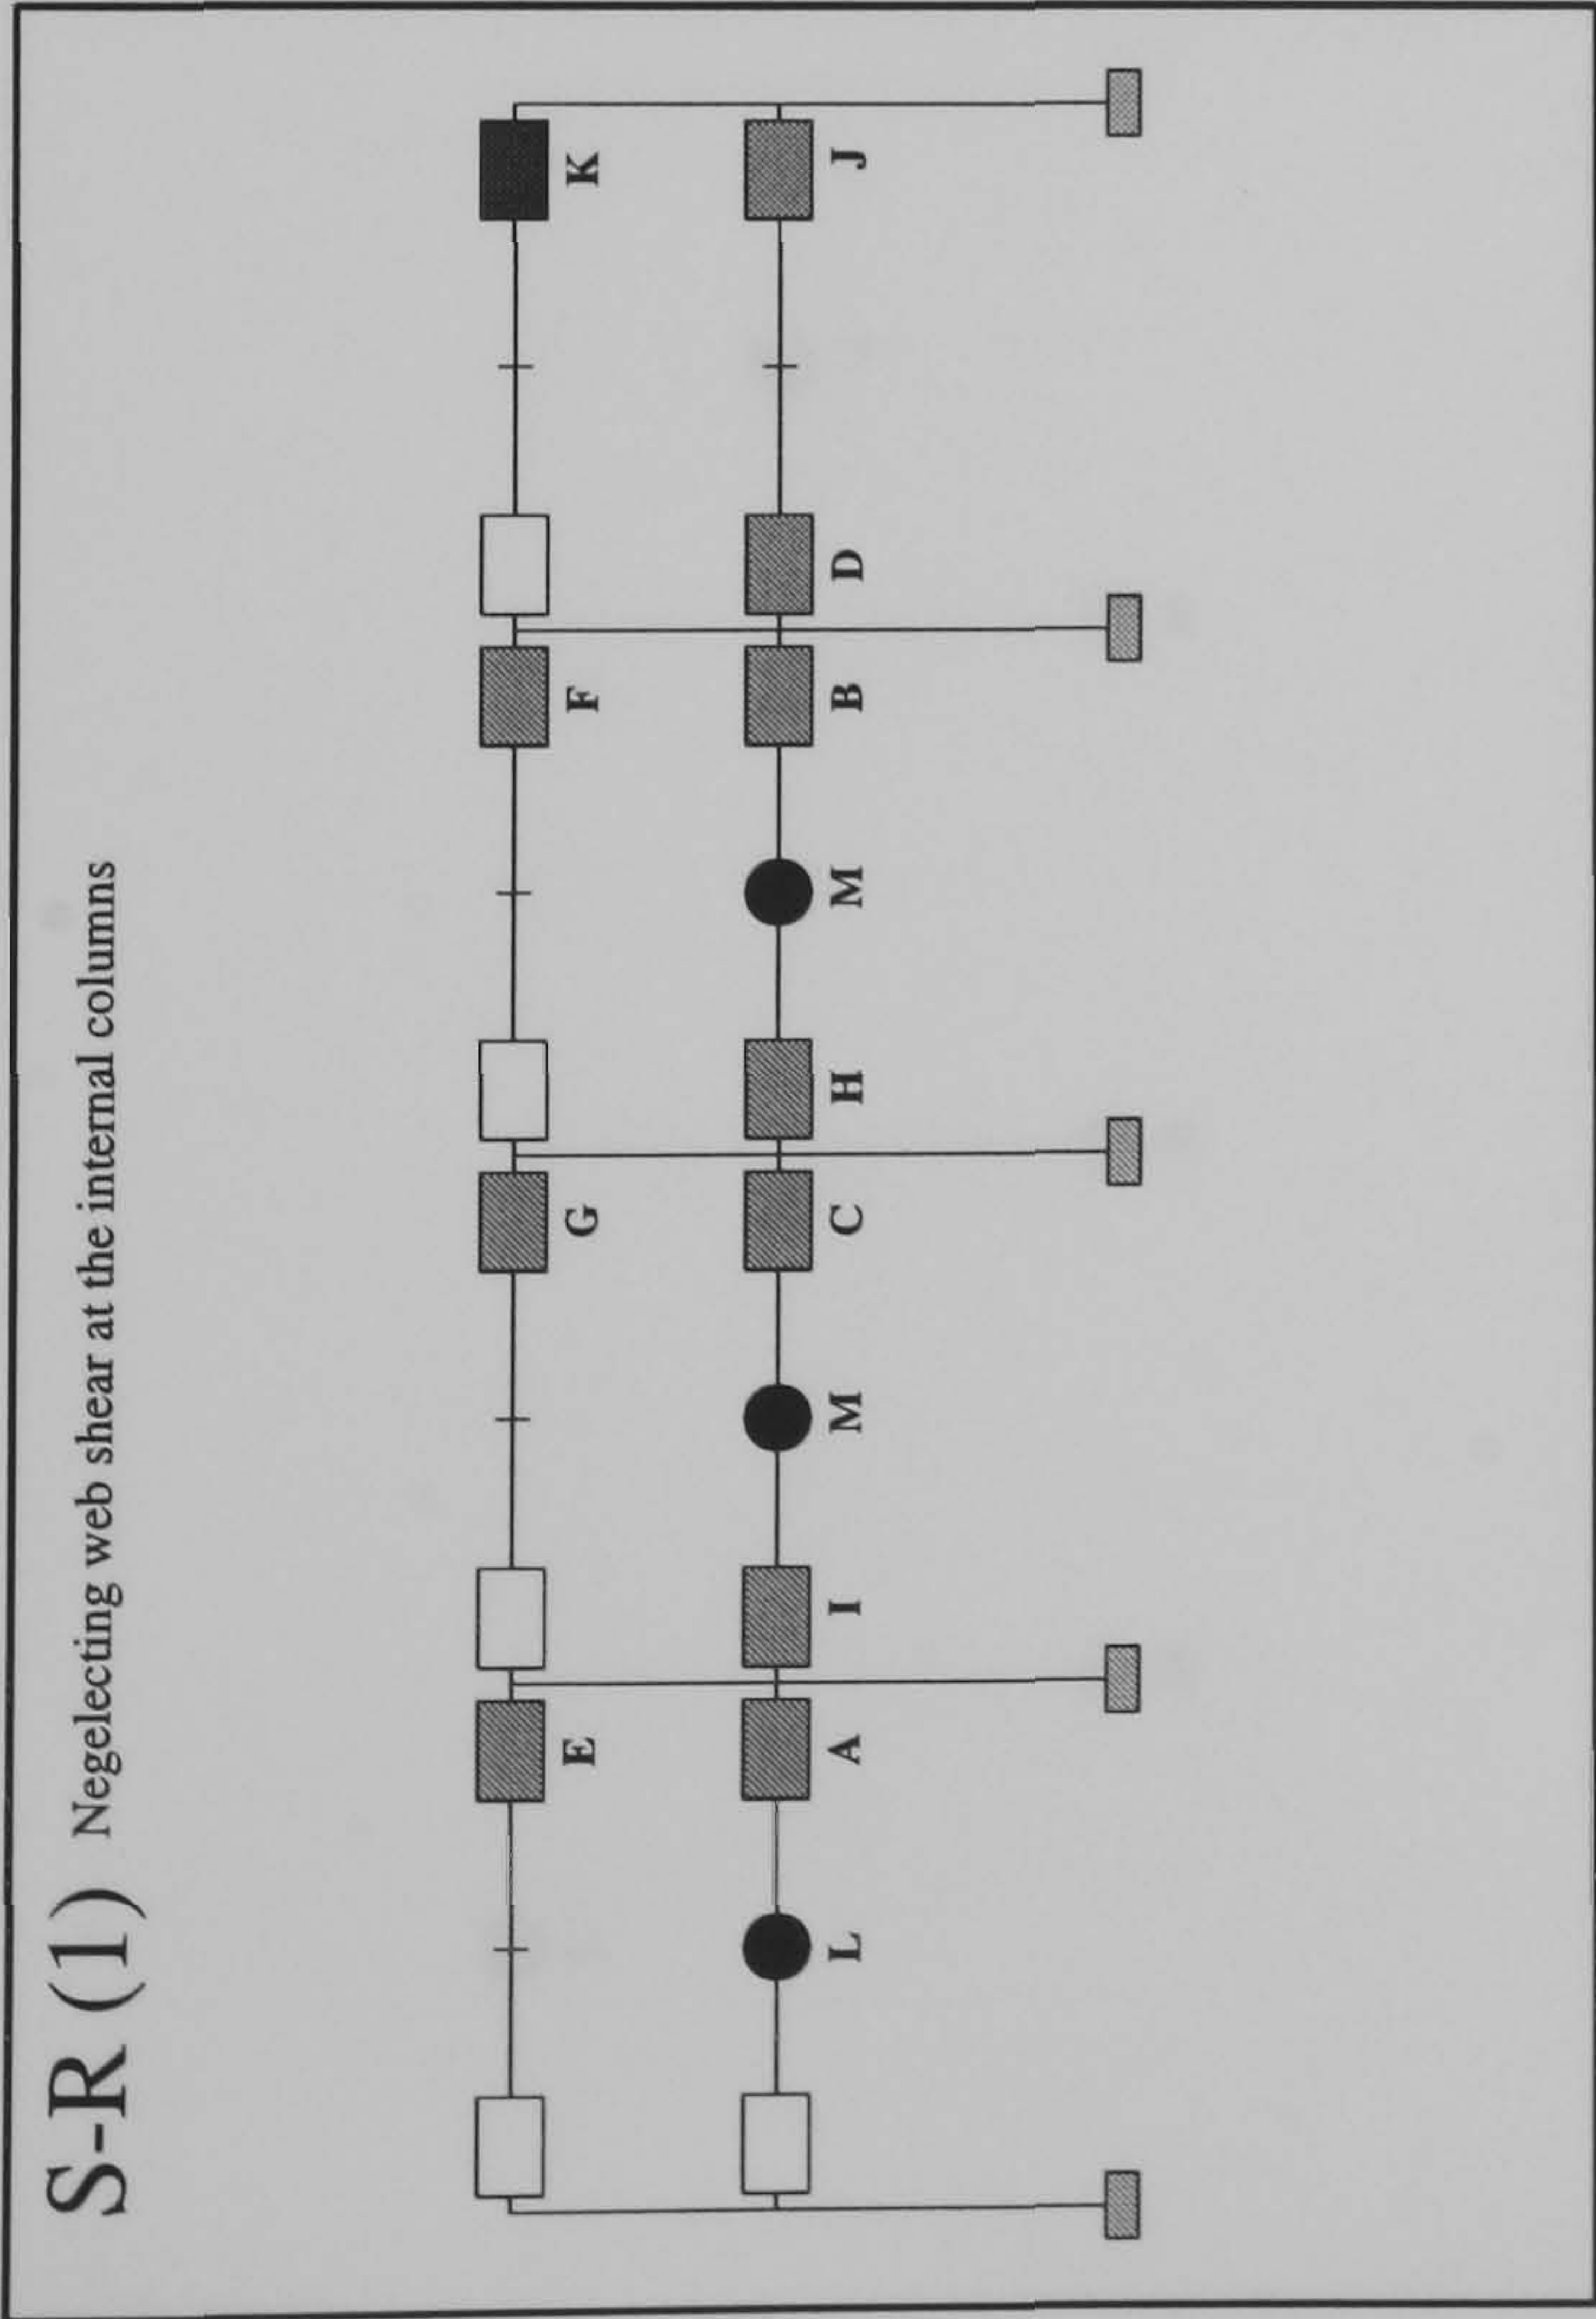 S-R (1) Negelecting web shear at the internal columns
E G F K
L A I M C H M B D J